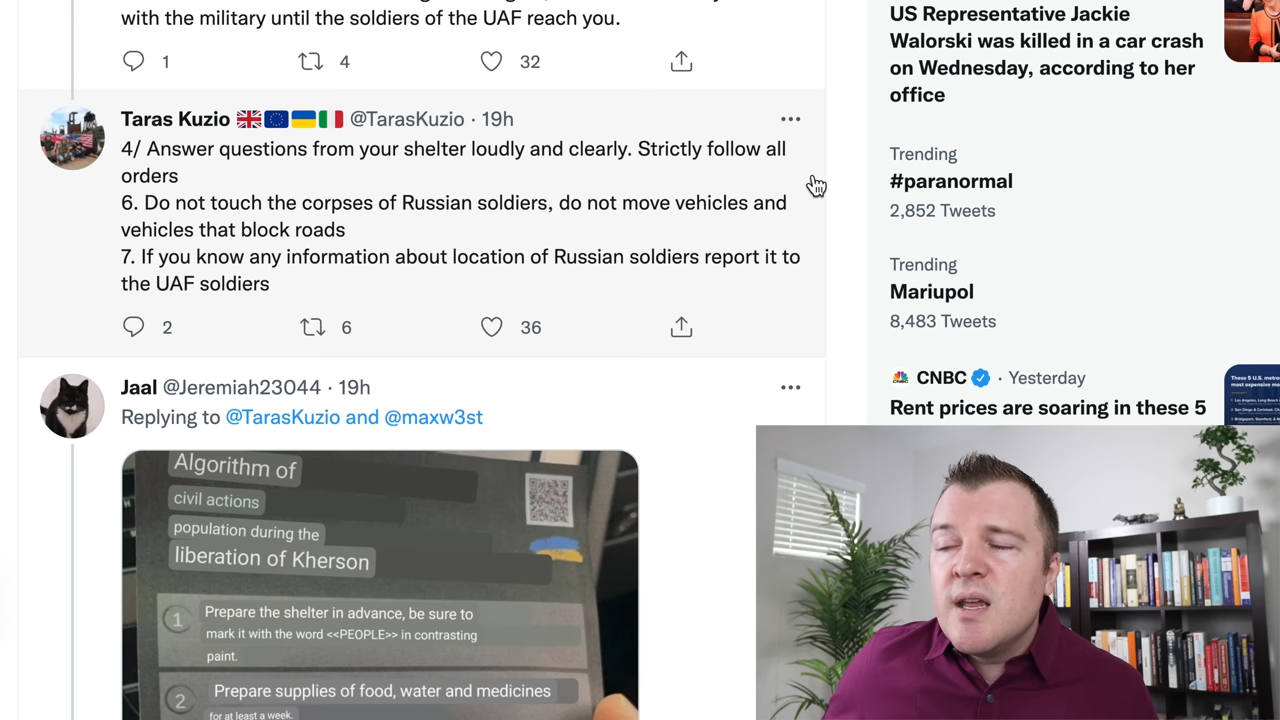 with the military until the soldiers of the UAF reach you.
1 4 32
Taras Kuzio @TarasKuzio · 19h
4/ Answer questions from your shelter loudly and clearly. Strictly follow all
orders
6. Do not touch the corpses of Russian soldiers, do not move vehicles and
vehicles that block roads
7. If you know any information about location of Russian soldiers report it to
the UAF soldiers
2 6 36
Jaal @Jeremiah23044 · 19h
Replying to @TarasKuzio and @maxw3st
Algorithm of
civil actions
population during the
liberation of Kherson
1 Prepare the shelter in advance, be sure to
mark it with the word <<PEOPLE>> in contrasting
paint.
2 Prepare supplies of food, water and medicines
for at least a week.
US Representative Jackie
Walorski was killed in a car crash
on Wednesday, according to her
office
Trending
#paranormal
2,852 Tweets
Trending
Mariupol
8,483 Tweets
CNBC · Yesterday
Rent prices are soaring in these 5
These 5 U.S. metro
most expensive